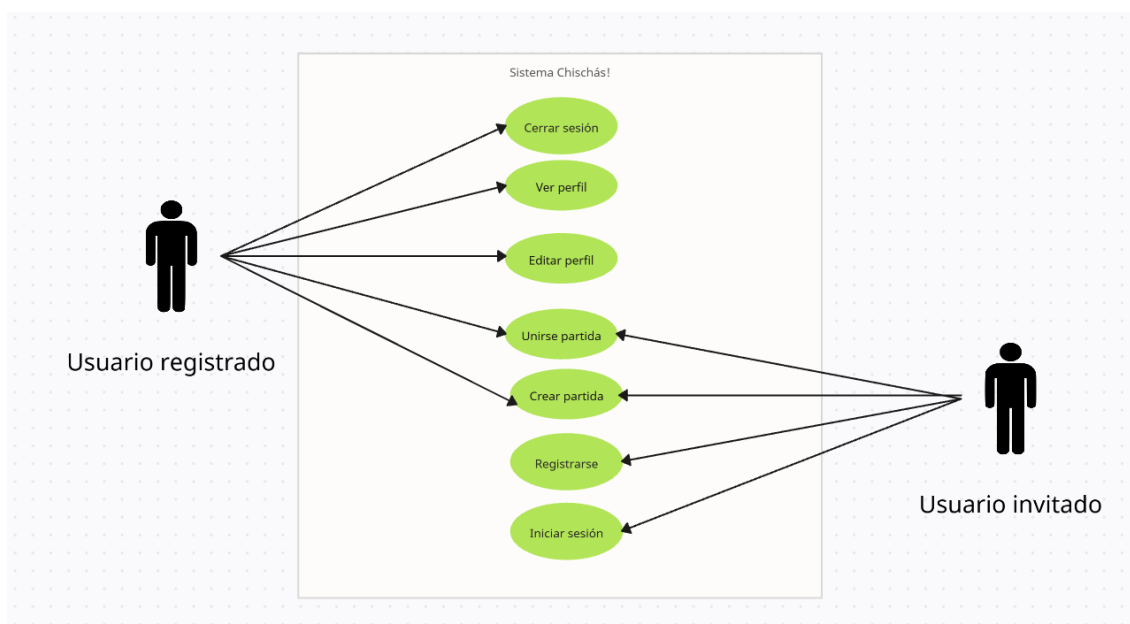 Sistema Chischás!
Cerrar sesión
Ver perfil
Editar perfil
Unirse partida
Usuario registrado
Crear partida
Registrarse
Usuario invitado
Iniciar sesión